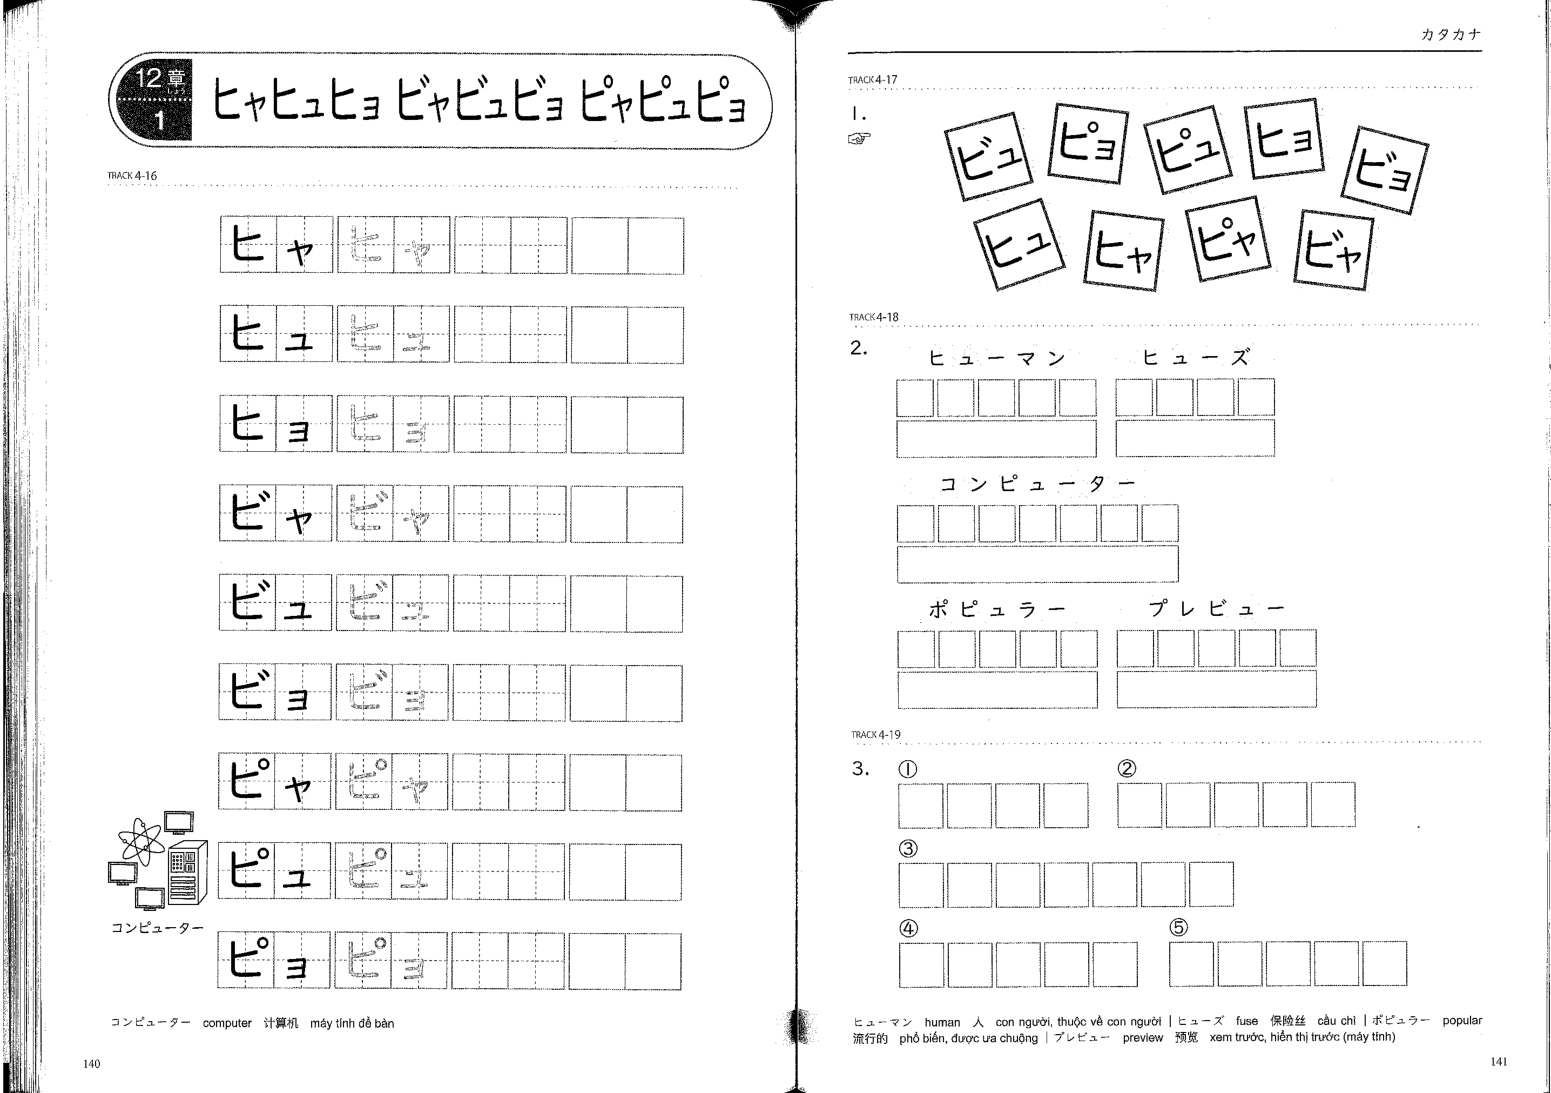 12章
1
ヒャヒュヒョ ビャビュビョ ピャピュピョ
TRACK 4-16
ヒャ ヒャ
ヒュ ヒュ
ヒョ ヒョ
ビャ ビャ
ビュ ビュ
ビョ ビョ
ピャ ピャ
ピュ ピュ
ピョ ピョ
コンピューター
コンピューター computer 计算机 máy tính để bàn
140
カタカナ
TRACK 4-17
1.
ビュ ピョ ピュ ヒョ ビョ
ヒュ ヒャ ピャ ビャ
TRACK 4-18
2.
ヒューマン ヒューズ
コンピューター
ポピュラー プレビュー
TRACK 4-19
3. ① ②
③
④ ⑤
ヒューマン human 人 con người, thuộc về con người | ヒューズ fuse 保险丝 cầu chì | ポピュラー popular
流行的 phổ biến, được ưa chuộng | プレビュー preview 预览 xem trước, hiển thị trước (máy tính)
141